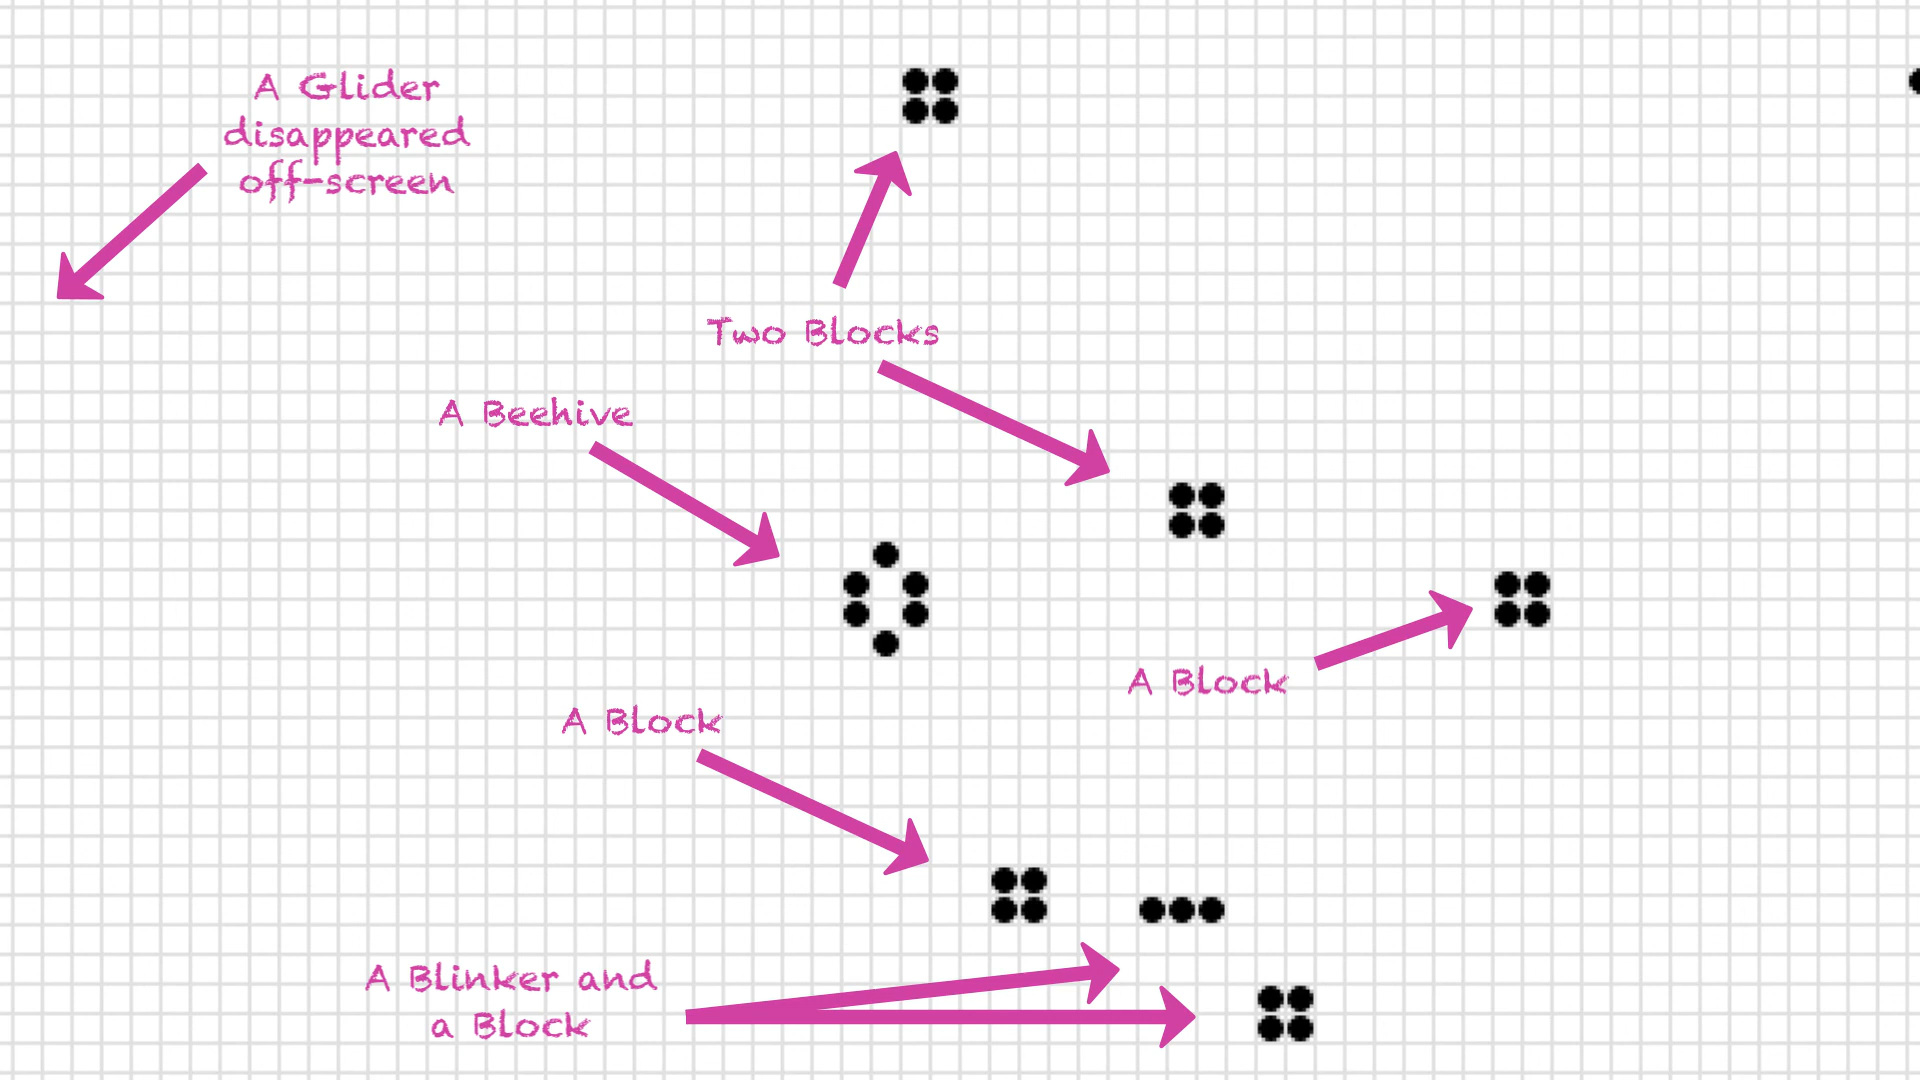 A Glider
disappeared
off-screen
Two Blocks
A Beehive
A Block
A Block
A Blinker and
a Block